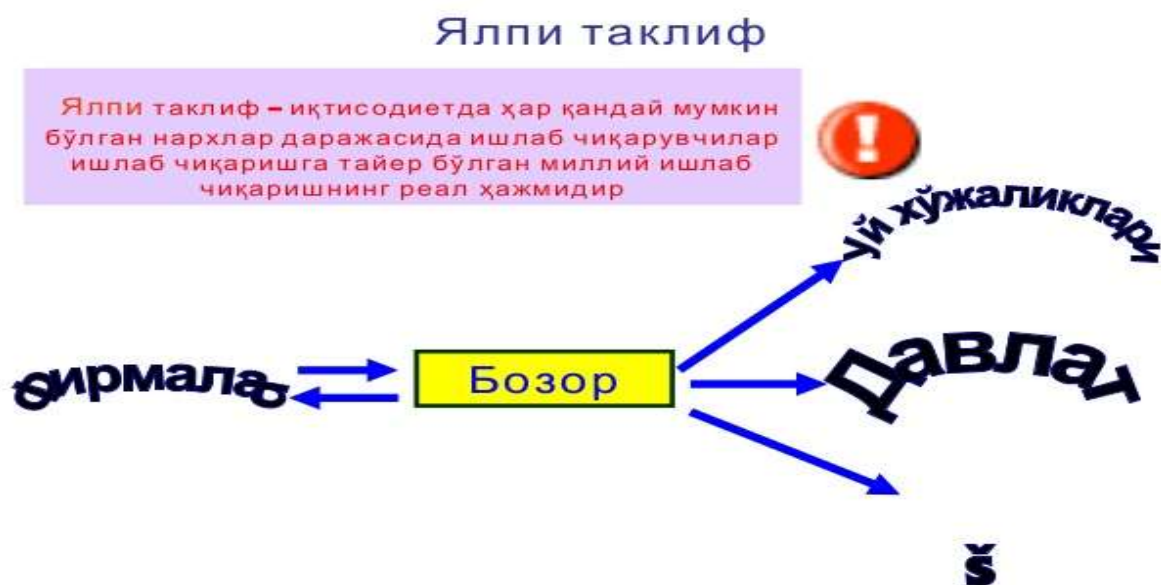 Ялпи таклиф
Ялпи таклиф – иқтисодиетда ҳар қандай мумкин
бўлган нархлар даражасида ишлаб чиқарувчилар
ишлаб чиқаришга тайер бўлган миллий ишлаб
чиқаришнинг реал ҳажмидир
!
уй хўжаликлари
Фирмалар
Бозор
Давлат
š